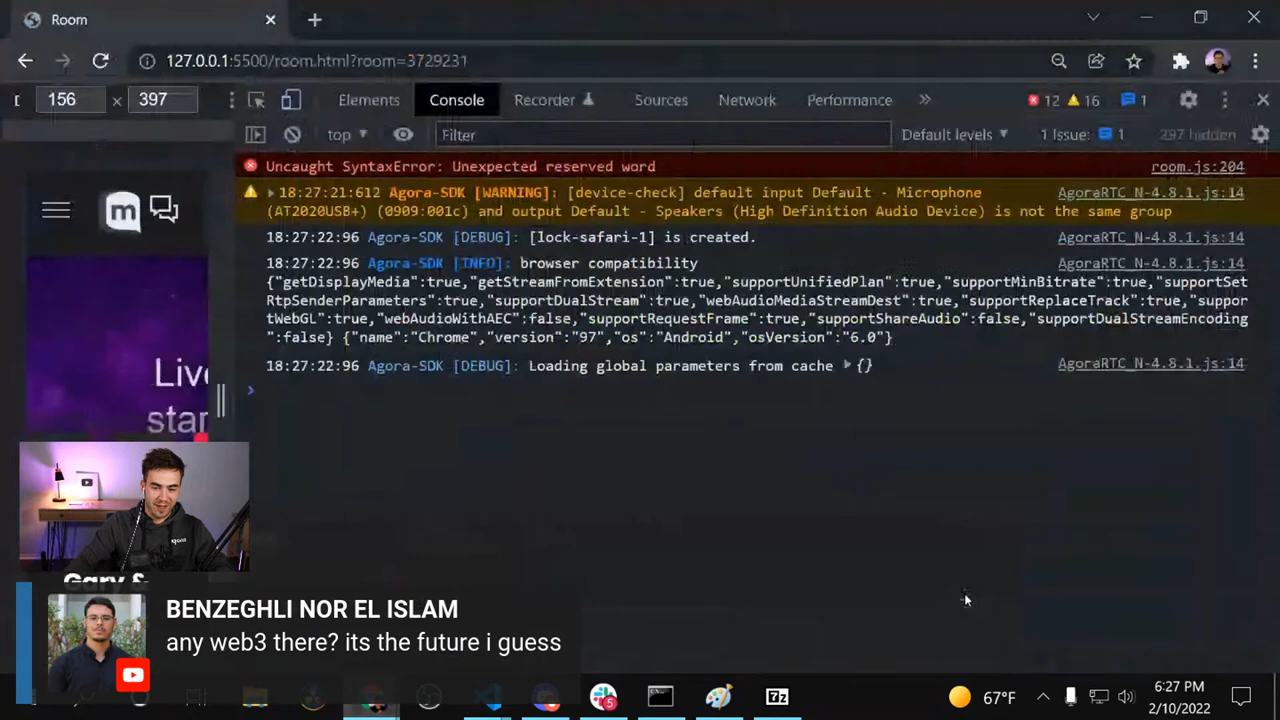 Room
127.0.0.1:5500/room.html?room=3729231
156 × 397
Elements Console Recorder Sources Network Performance » 12 16 1
top Filter Default levels 1 Issue: 1 297 hidden
Uncaught SyntaxError: Unexpected reserved word room.js:204
18:27:21:612 Agora-SDK [WARNING]: [device-check] default input Default - Microphone AgoraRTC_N-4.8.1.js:14
(AT2020USB+) (0909:001c) and output Default - Speakers (High Definition Audio Device) is not the same group
18:27:22:96 Agora-SDK [DEBUG]: [lock-safari-1] is created. AgoraRTC_N-4.8.1.js:14
18:27:22:96 Agora-SDK [INFO]: browser compatibility AgoraRTC_N-4.8.1.js:14
{"getDisplayMedia":true,"getStreamFromExtension":true,"supportUnifiedPlan":true,"supportMinBitrate":true,"supportSet
RtpSenderParameters":true,"supportDualStream":true,"webAudioMediaStreamDest":true,"supportReplaceTrack":true,"suppor
tWebGL":true,"webAudioWithAEC":false,"supportRequestFrame":true,"supportShareAudio":false,"supportDualStreamEncoding
":false} {"name":"Chrome","version":"97","os":"Android","osVersion":"6.0"}
18:27:22:96 Agora-SDK [DEBUG]: Loading global parameters from cache {} AgoraRTC_N-4.8.1.js:14
m
Live
star
Gary &
BENZEGHLI NOR EL ISLAM
any web3 there? its the future i guess
5
7z
67°F
6:27 PM
2/10/2022